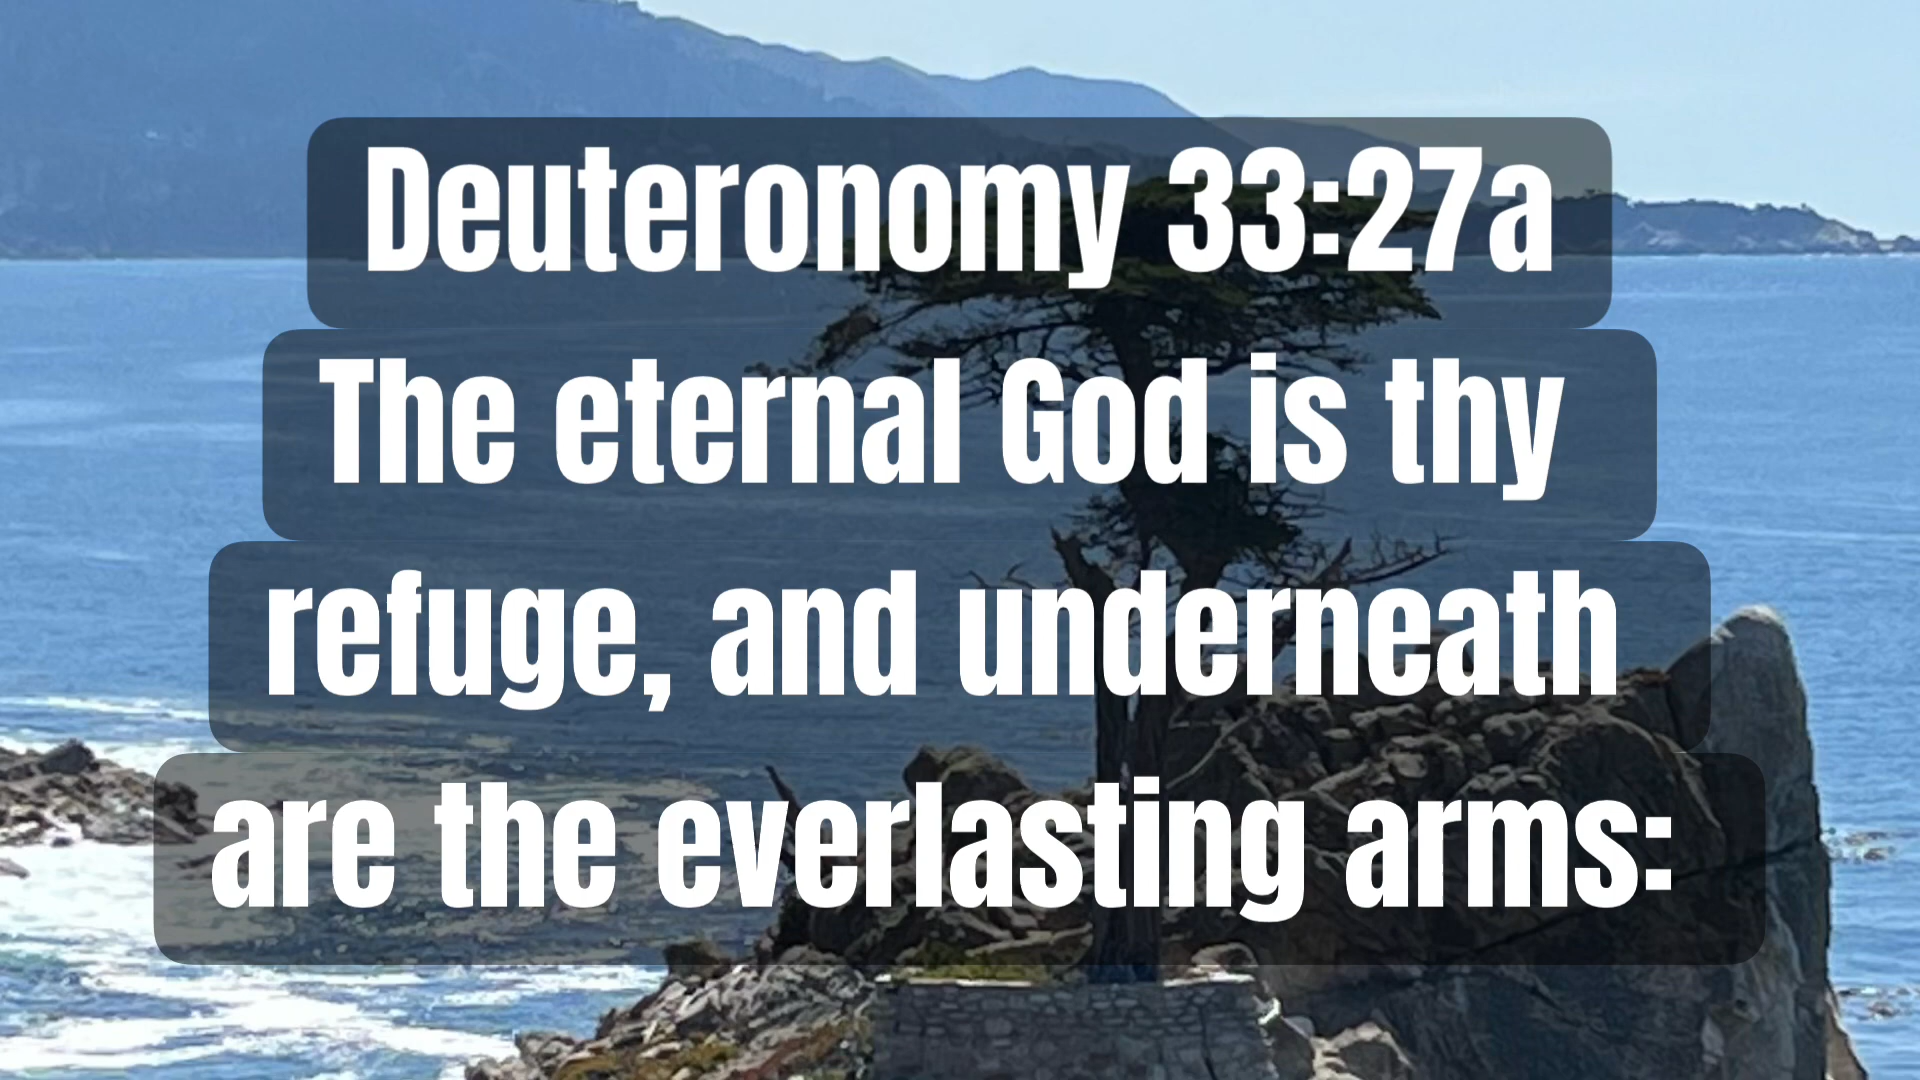 Deuteronomy 33:27a
The eternal God is thy
refuge, and underneath
are the everlasting arms: